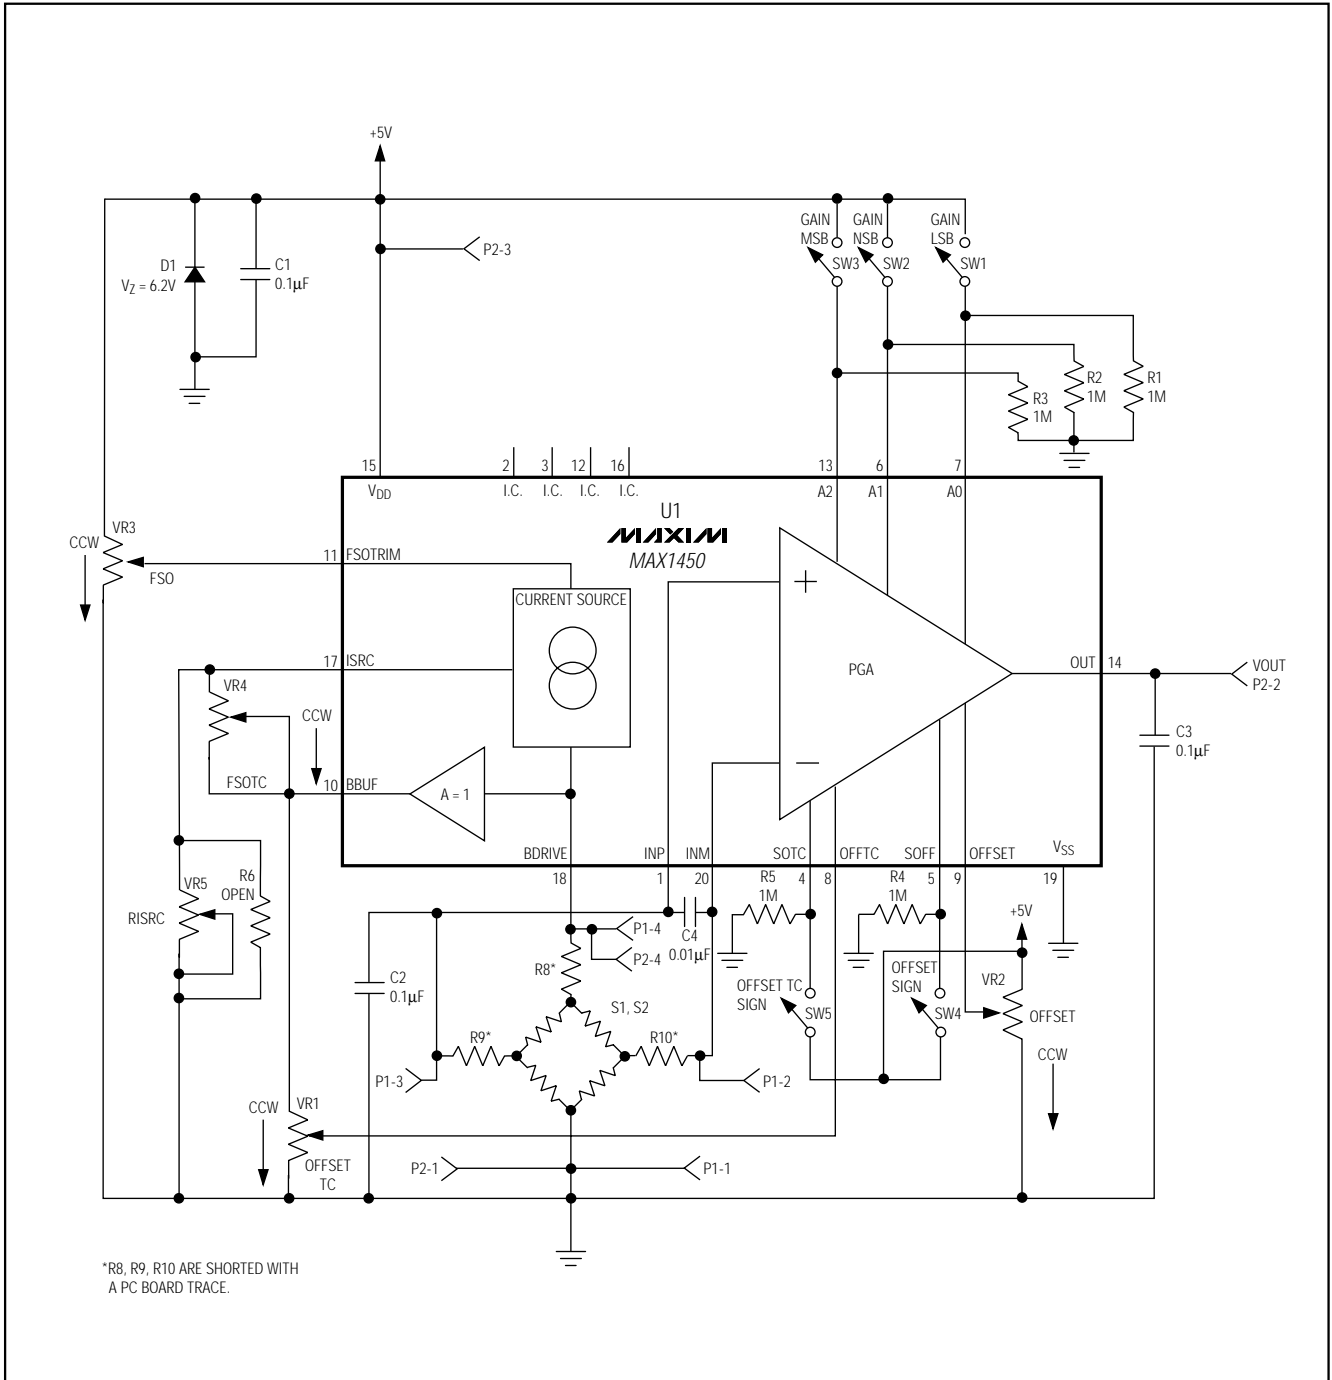 +5V
P2-3
D1
VZ = 6.2V
C1
0.1µF
GAIN MSB
GAIN NSB
GAIN LSB
SW3
SW2
SW1
R3
1M
R2
1M
R1
1M
15
2
3
12
16
13
6
7
VDD
I.C.
I.C.
I.C.
I.C.
A2
A1
A0
U1
MAXIM
MAX1450
VR3
CCW
FSO
11
FSOTRIM
CURRENT SOURCE
17
ISRC
VR4
CCW
FSOTC
10
BBUF
A = 1
PGA
OUT
14
VOUT
P2-2
C3
0.1µF
BDRIVE
INP
INM
SOTC
OFFTC
SOFF
OFFSET
VSS
18
1
20
4
8
5
9
19
R5
1M
R4
1M
+5V
VR5
R6
OPEN
RISRC
P1-4
P2-4
C4
0.01µF
R8*
C2
0.1µF
S1, S2
OFFSET TC
SIGN
SW5
OFFSET
SIGN
SW4
VR2
OFFSET
CCW
R9*
R10*
P1-3
P1-2
CCW
VR1
OFFSET
TC
P2-1
P1-1
*R8, R9, R10 ARE SHORTED WITH
A PC BOARD TRACE.